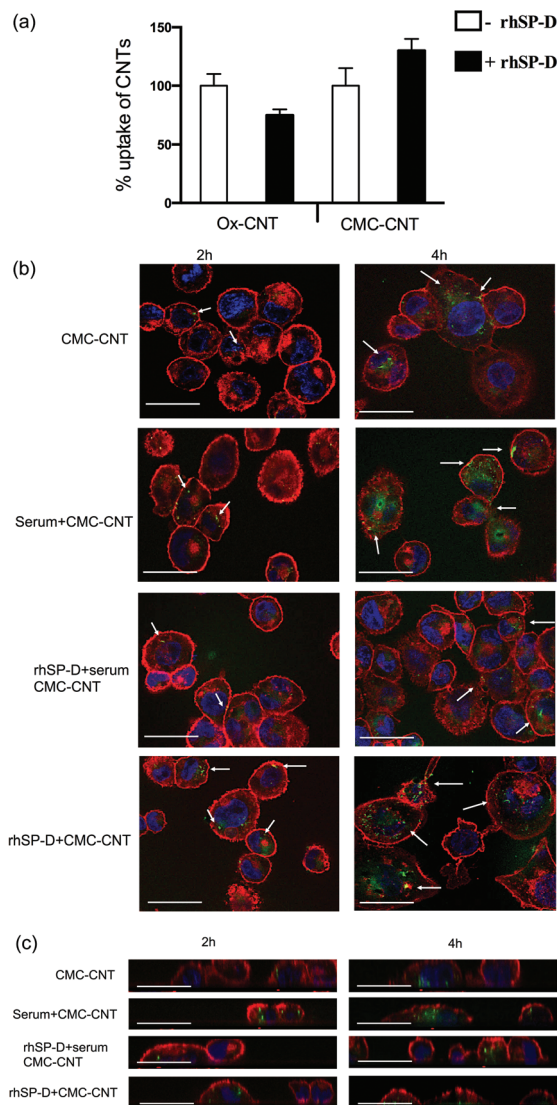 (a)
- rhSP-D
+ rhSP-D
% uptake of CNTs
150
100
50
0
Ox-CNT
CMC-CNT
(b)
2h
4h
CMC-CNT
Serum+CMC-CNT
rhSP-D+serum
CMC-CNT
rhSP-D+CMC-CNT
(c)
2h
4h
CMC-CNT
Serum+CMC-CNT
rhSP-D+serum
CMC-CNT
rhSP-D+CMC-CNT